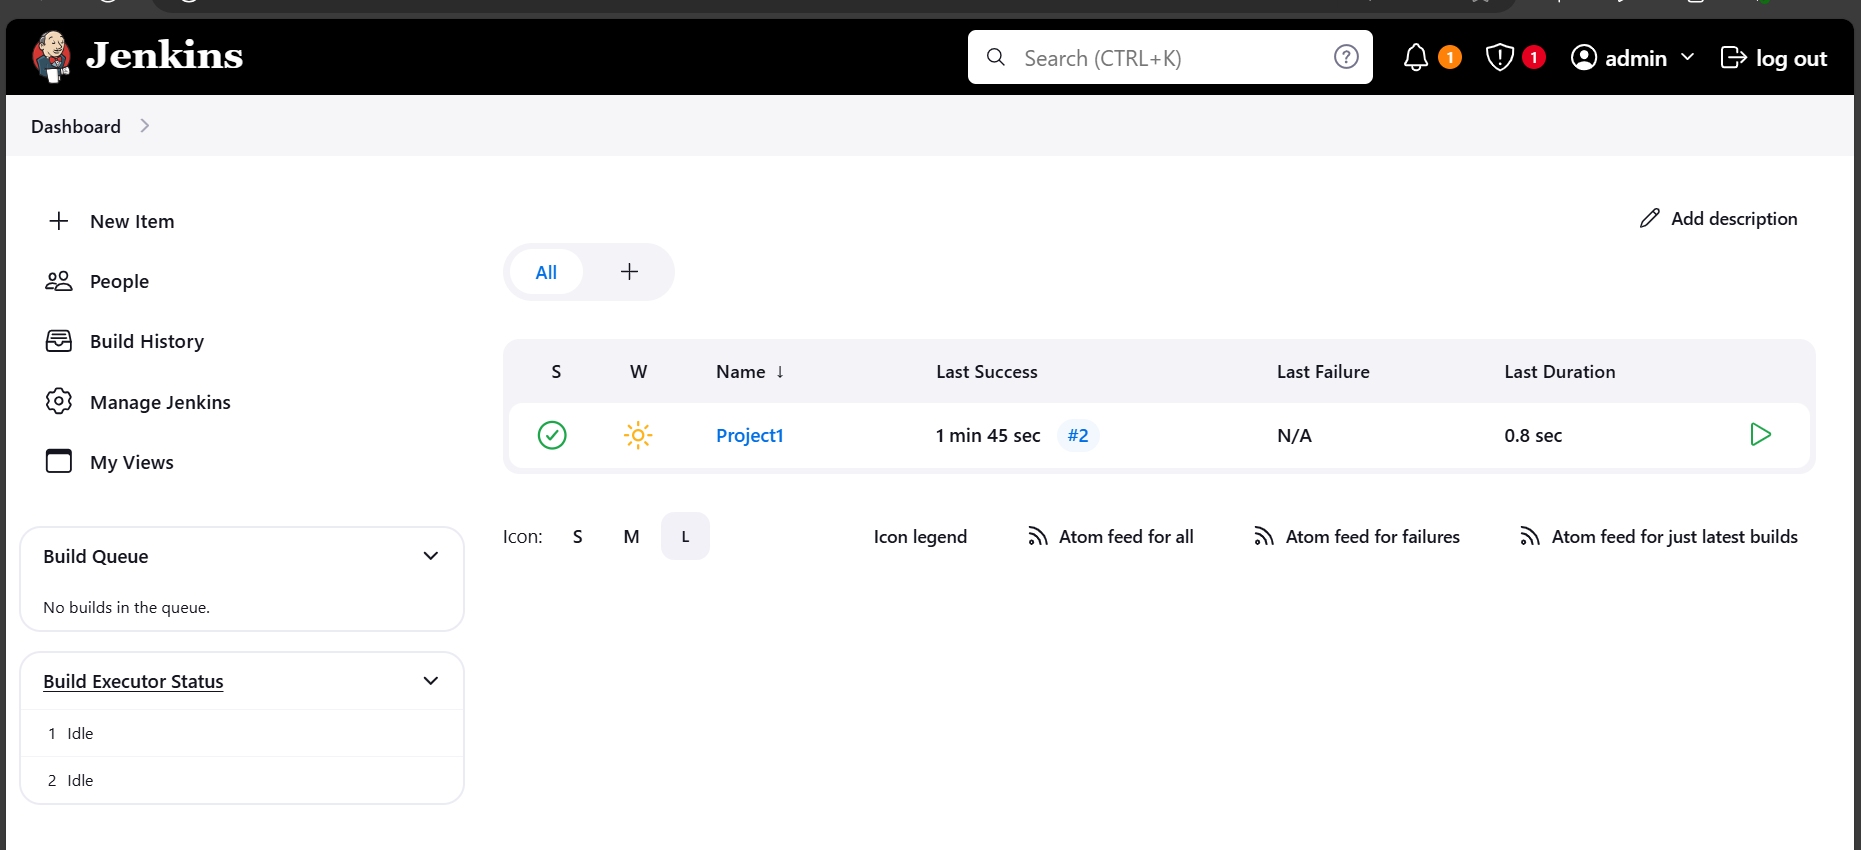 Jenkins
Search (CTRL+K)
1
1
admin
log out
Dashboard
New Item
People
Build History
Manage Jenkins
My Views
Add description
All
S W Name ↓ Last Success Last Failure Last Duration
Project1 1 min 45 sec #2 N/A 0.8 sec
Icon: S M L
Icon legend
Atom feed for all
Atom feed for failures
Atom feed for just latest builds
Build Queue
No builds in the queue.
Build Executor Status
1 Idle
2 Idle